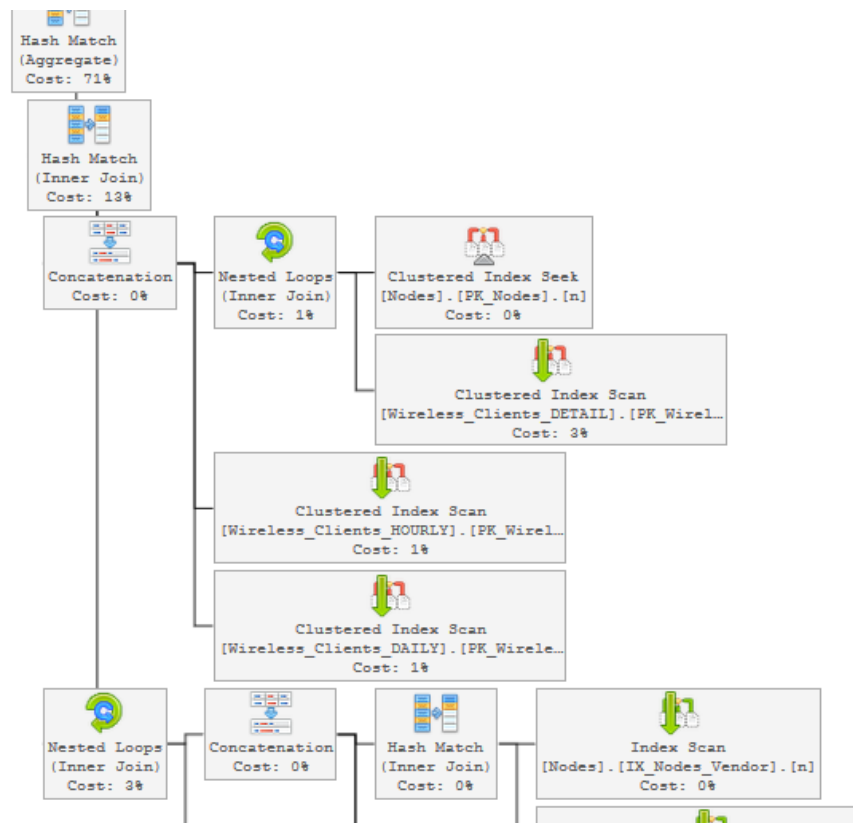 Hash Match
(Aggregate)
Cost: 71%
Hash Match
(Inner Join)
Cost: 13%
Concatenation
Cost: 0%
Nested Loops
(Inner Join)
Cost: 1%
Clustered Index Seek
[Nodes].[PK_Nodes].[n]
Cost: 0%
Clustered Index Scan
[Wireless_Clients_DETAIL].[PK_Wirel…
Cost: 3%
Clustered Index Scan
[Wireless_Clients_HOURLY].[PK_Wirel…
Cost: 1%
Clustered Index Scan
[Wireless_Clients_DAILY].[PK_Wirele…
Cost: 1%
Nested Loops
(Inner Join)
Cost: 3%
Concatenation
Cost: 0%
Hash Match
(Inner Join)
Cost: 0%
Index Scan
[Nodes].[IX_Nodes_Vendor].[n]
Cost: 0%